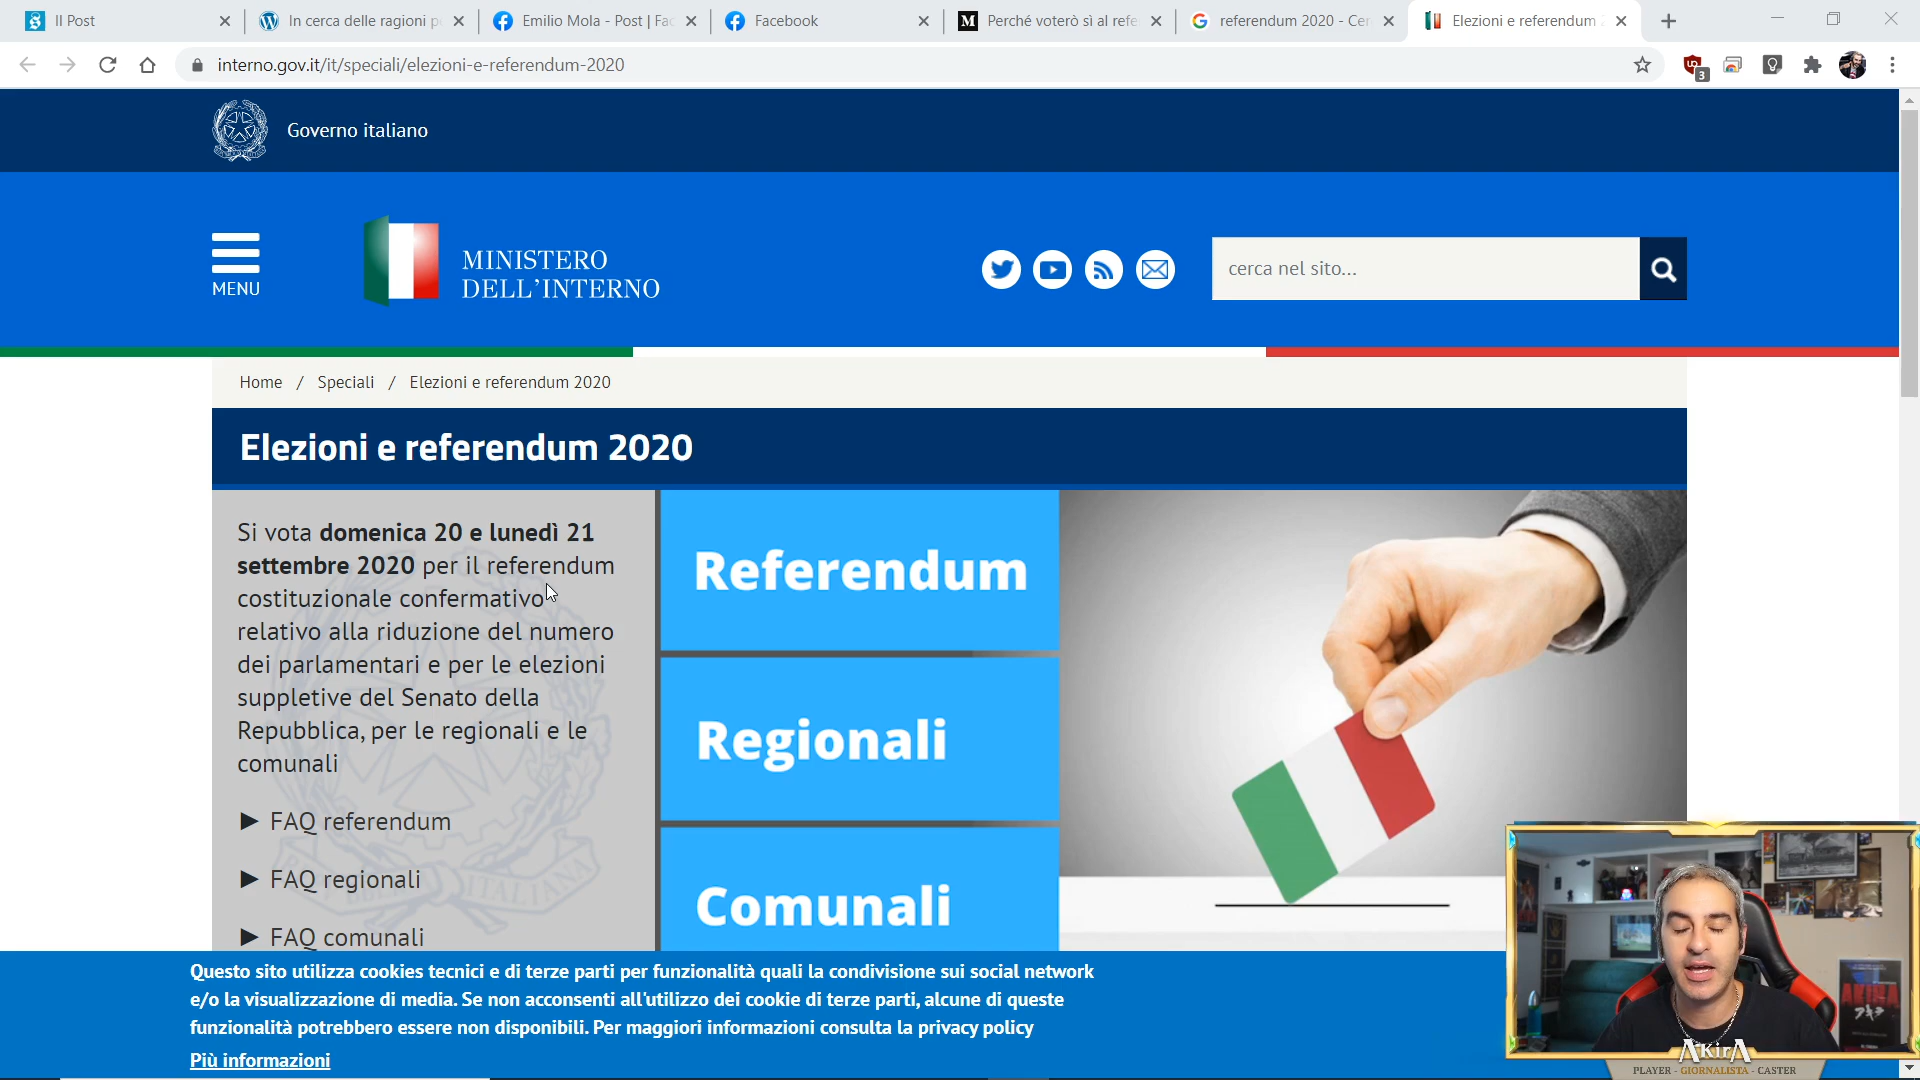 Il Post
In cerca delle ragioni p
Emilio Mola - Post | Fac
Facebook
Perché voterò sì al refe
referendum 2020 - Cer
Elezioni e referendum 2
interno.gov.it/it/speciali/elezioni-e-referendum-2020
3
Governo italiano
MENU
MINISTERO
DELL'INTERNO
cerca nel sito...
Home / Speciali / Elezioni e referendum 2020
Elezioni e referendum 2020
Si vota domenica 20 e lunedì 21
settembre 2020 per il referendum
costituzionale confermativo
relativo alla riduzione del numero
dei parlamentari e per le elezioni
suppletive del Senato della
Repubblica, per le regionali e le
comunali
► FAQ referendum
► FAQ regionali
► FAQ comunali
Referendum
Regionali
Comunali
Questo sito utilizza cookies tecnici e di terze parti per funzionalità quali la condivisione sui social network
e/o la visualizzazione di media. Se non acconsenti all'utilizzo dei cookie di terze parti, alcune di queste
funzionalità potrebbero essere non disponibili. Per maggiori informazioni consulta la privacy policy
Più informazioni
AKIRA
AKirA
PLAYER - GIORNALISTA - CASTER